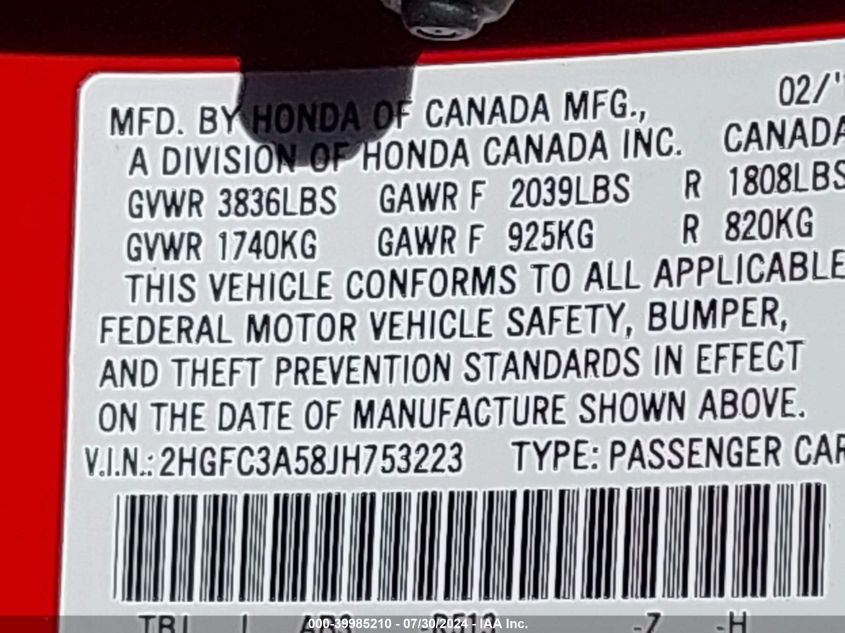 MFD. BY HONDA OF CANADA MFG., 02/'
A DIVISION OF HONDA CANADA INC. CANADA
GVWR 3836LBS GAWR F 2039LBS R 1808LBS
GVWR 1740KG GAWR F 925KG R 820KG
THIS VEHICLE CONFORMS TO ALL APPLICABLE
FEDERAL MOTOR VEHICLE SAFETY, BUMPER,
AND THEFT PREVENTION STANDARDS IN EFFECT
ON THE DATE OF MANUFACTURE SHOWN ABOVE.
V.I.N.: 2HGFC3A58JH753223 TYPE: PASSENGER CAR
000-39985210 - 07/30/2024 - IAA Inc.